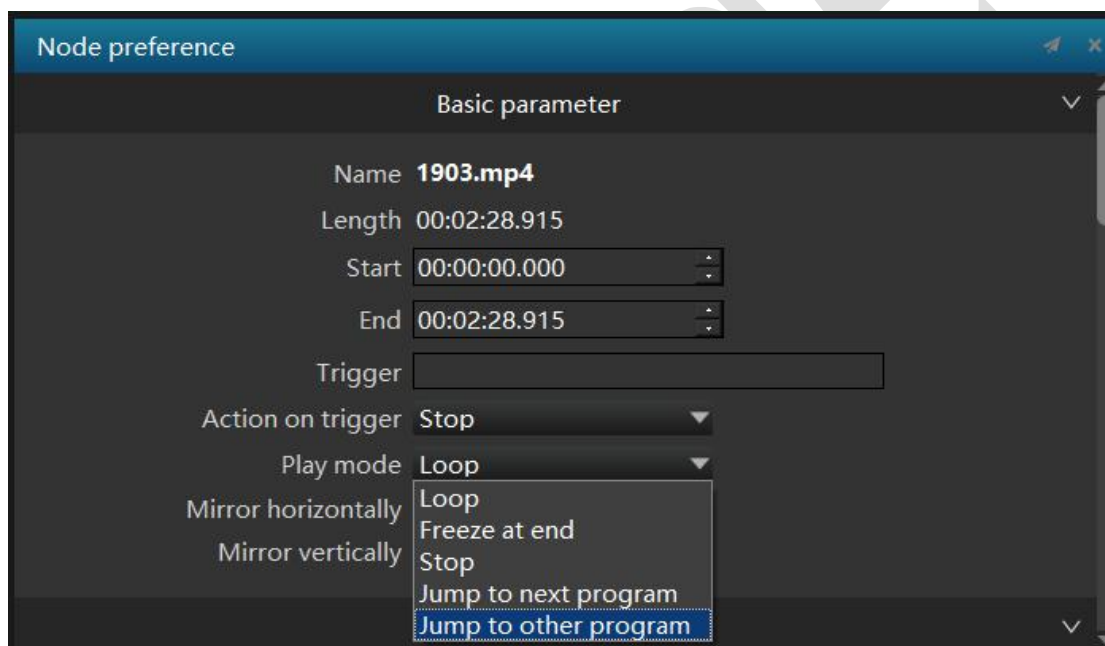 Node preference
Basic parameter
Name 1903.mp4
Length 00:02:28.915
Start 00:00:00.000
End 00:02:28.915
Trigger
Action on trigger Stop
Play mode Loop
Mirror horizontally
Loop
Freeze at end
Mirror vertically
Stop
Jump to next program
Jump to other program